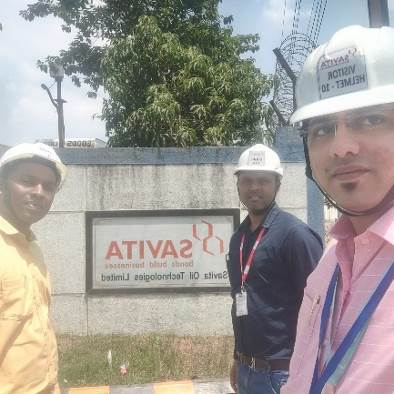 SAVITA
VISITOR
HELMET - 10
SAVITA
bonds build businesses
Savita Oil Technologies Limited